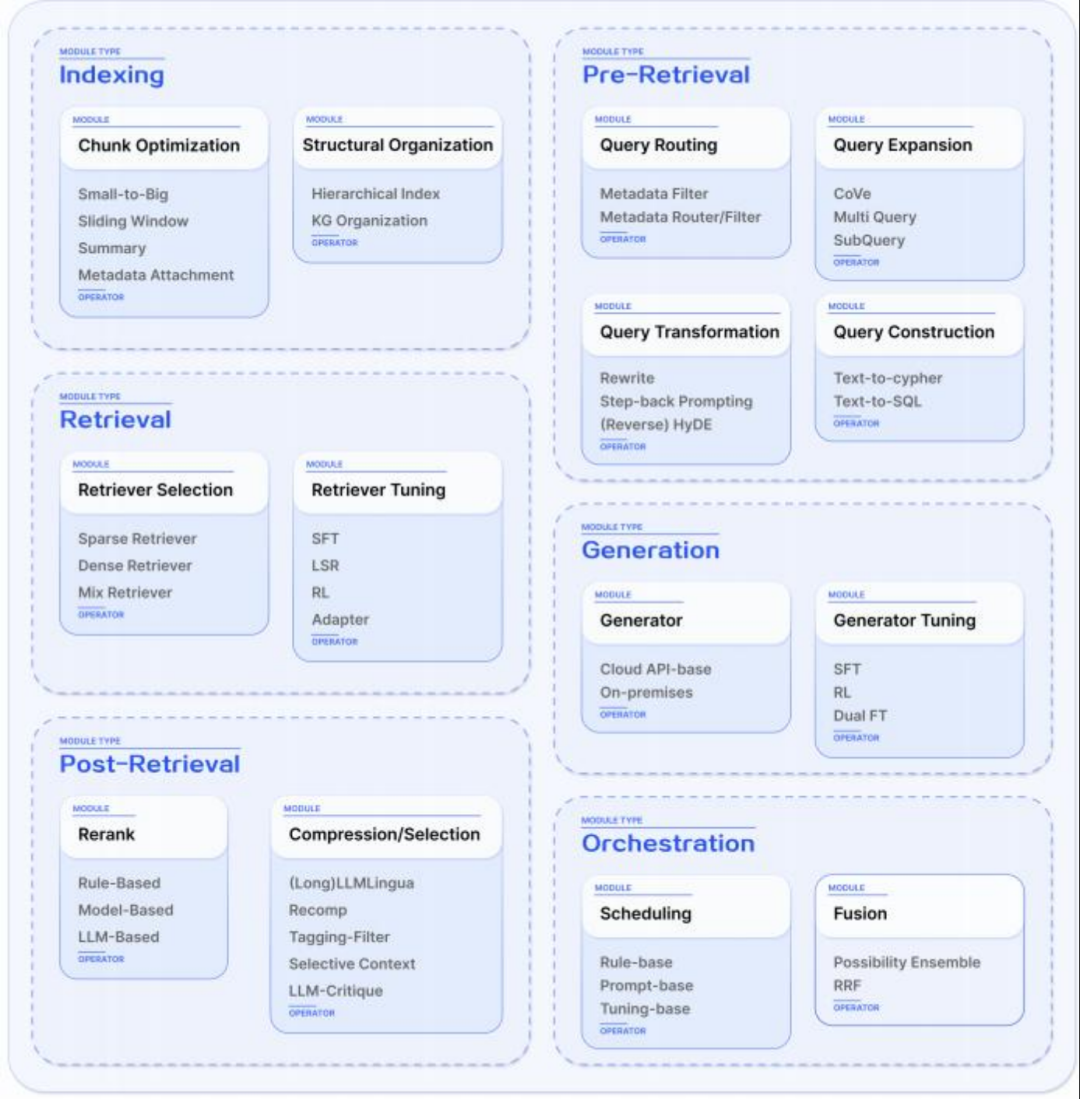 MODULE TYPE
Indexing
MODULE
Chunk Optimization
Small-to-Big
Sliding Window
Summary
Metadata Attachment
OPERATOR
MODULE
Structural Organization
Hierarchical Index
KG Organization
OPERATOR
MODULE TYPE
Pre-Retrieval
MODULE
Query Routing
Metadata Filter
Metadata Router/Filter
OPERATOR
MODULE
Query Expansion
CoVe
Multi Query
SubQuery
OPERATOR
MODULE
Query Transformation
Rewrite
Step-back Prompting
(Reverse) HyDE
OPERATOR
MODULE
Query Construction
Text-to-cypher
Text-to-SQL
OPERATOR
MODULE TYPE
Retrieval
MODULE
Retriever Selection
Sparse Retriever
Dense Retriever
Mix Retriever
OPERATOR
MODULE
Retriever Tuning
SFT
LSR
RL
Adapter
OPERATOR
MODULE TYPE
Generation
MODULE
Generator
Cloud API-base
On-premises
OPERATOR
MODULE
Generator Tuning
SFT
RL
Dual FT
OPERATOR
MODULE TYPE
Post-Retrieval
MODULE
Rerank
Rule-Based
Model-Based
LLM-Based
OPERATOR
MODULE
Compression/Selection
(Long)LLMLingua
Recomp
Tagging-Filter
Selective Context
LLM-Critique
OPERATOR
MODULE TYPE
Orchestration
MODULE
Scheduling
Rule-base
Prompt-base
Tuning-base
OPERATOR
MODULE
Fusion
Possibility Ensemble
RRF
OPERATOR